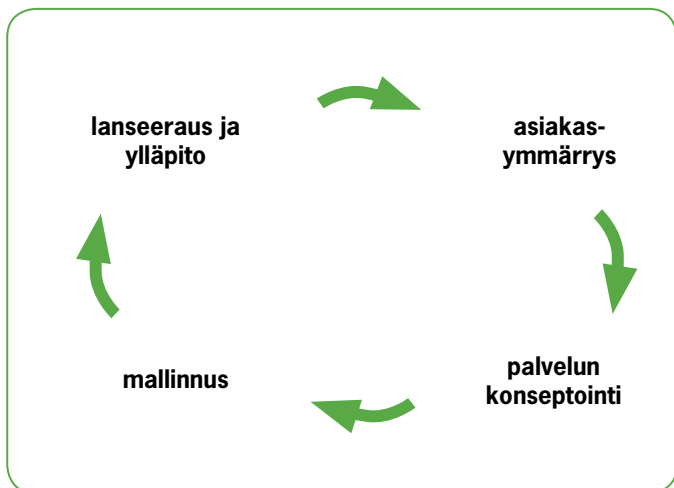 lanseeraus ja
ylläpito
asiakas-
ymmärrys
mallinnus
palvelun
konseptointi